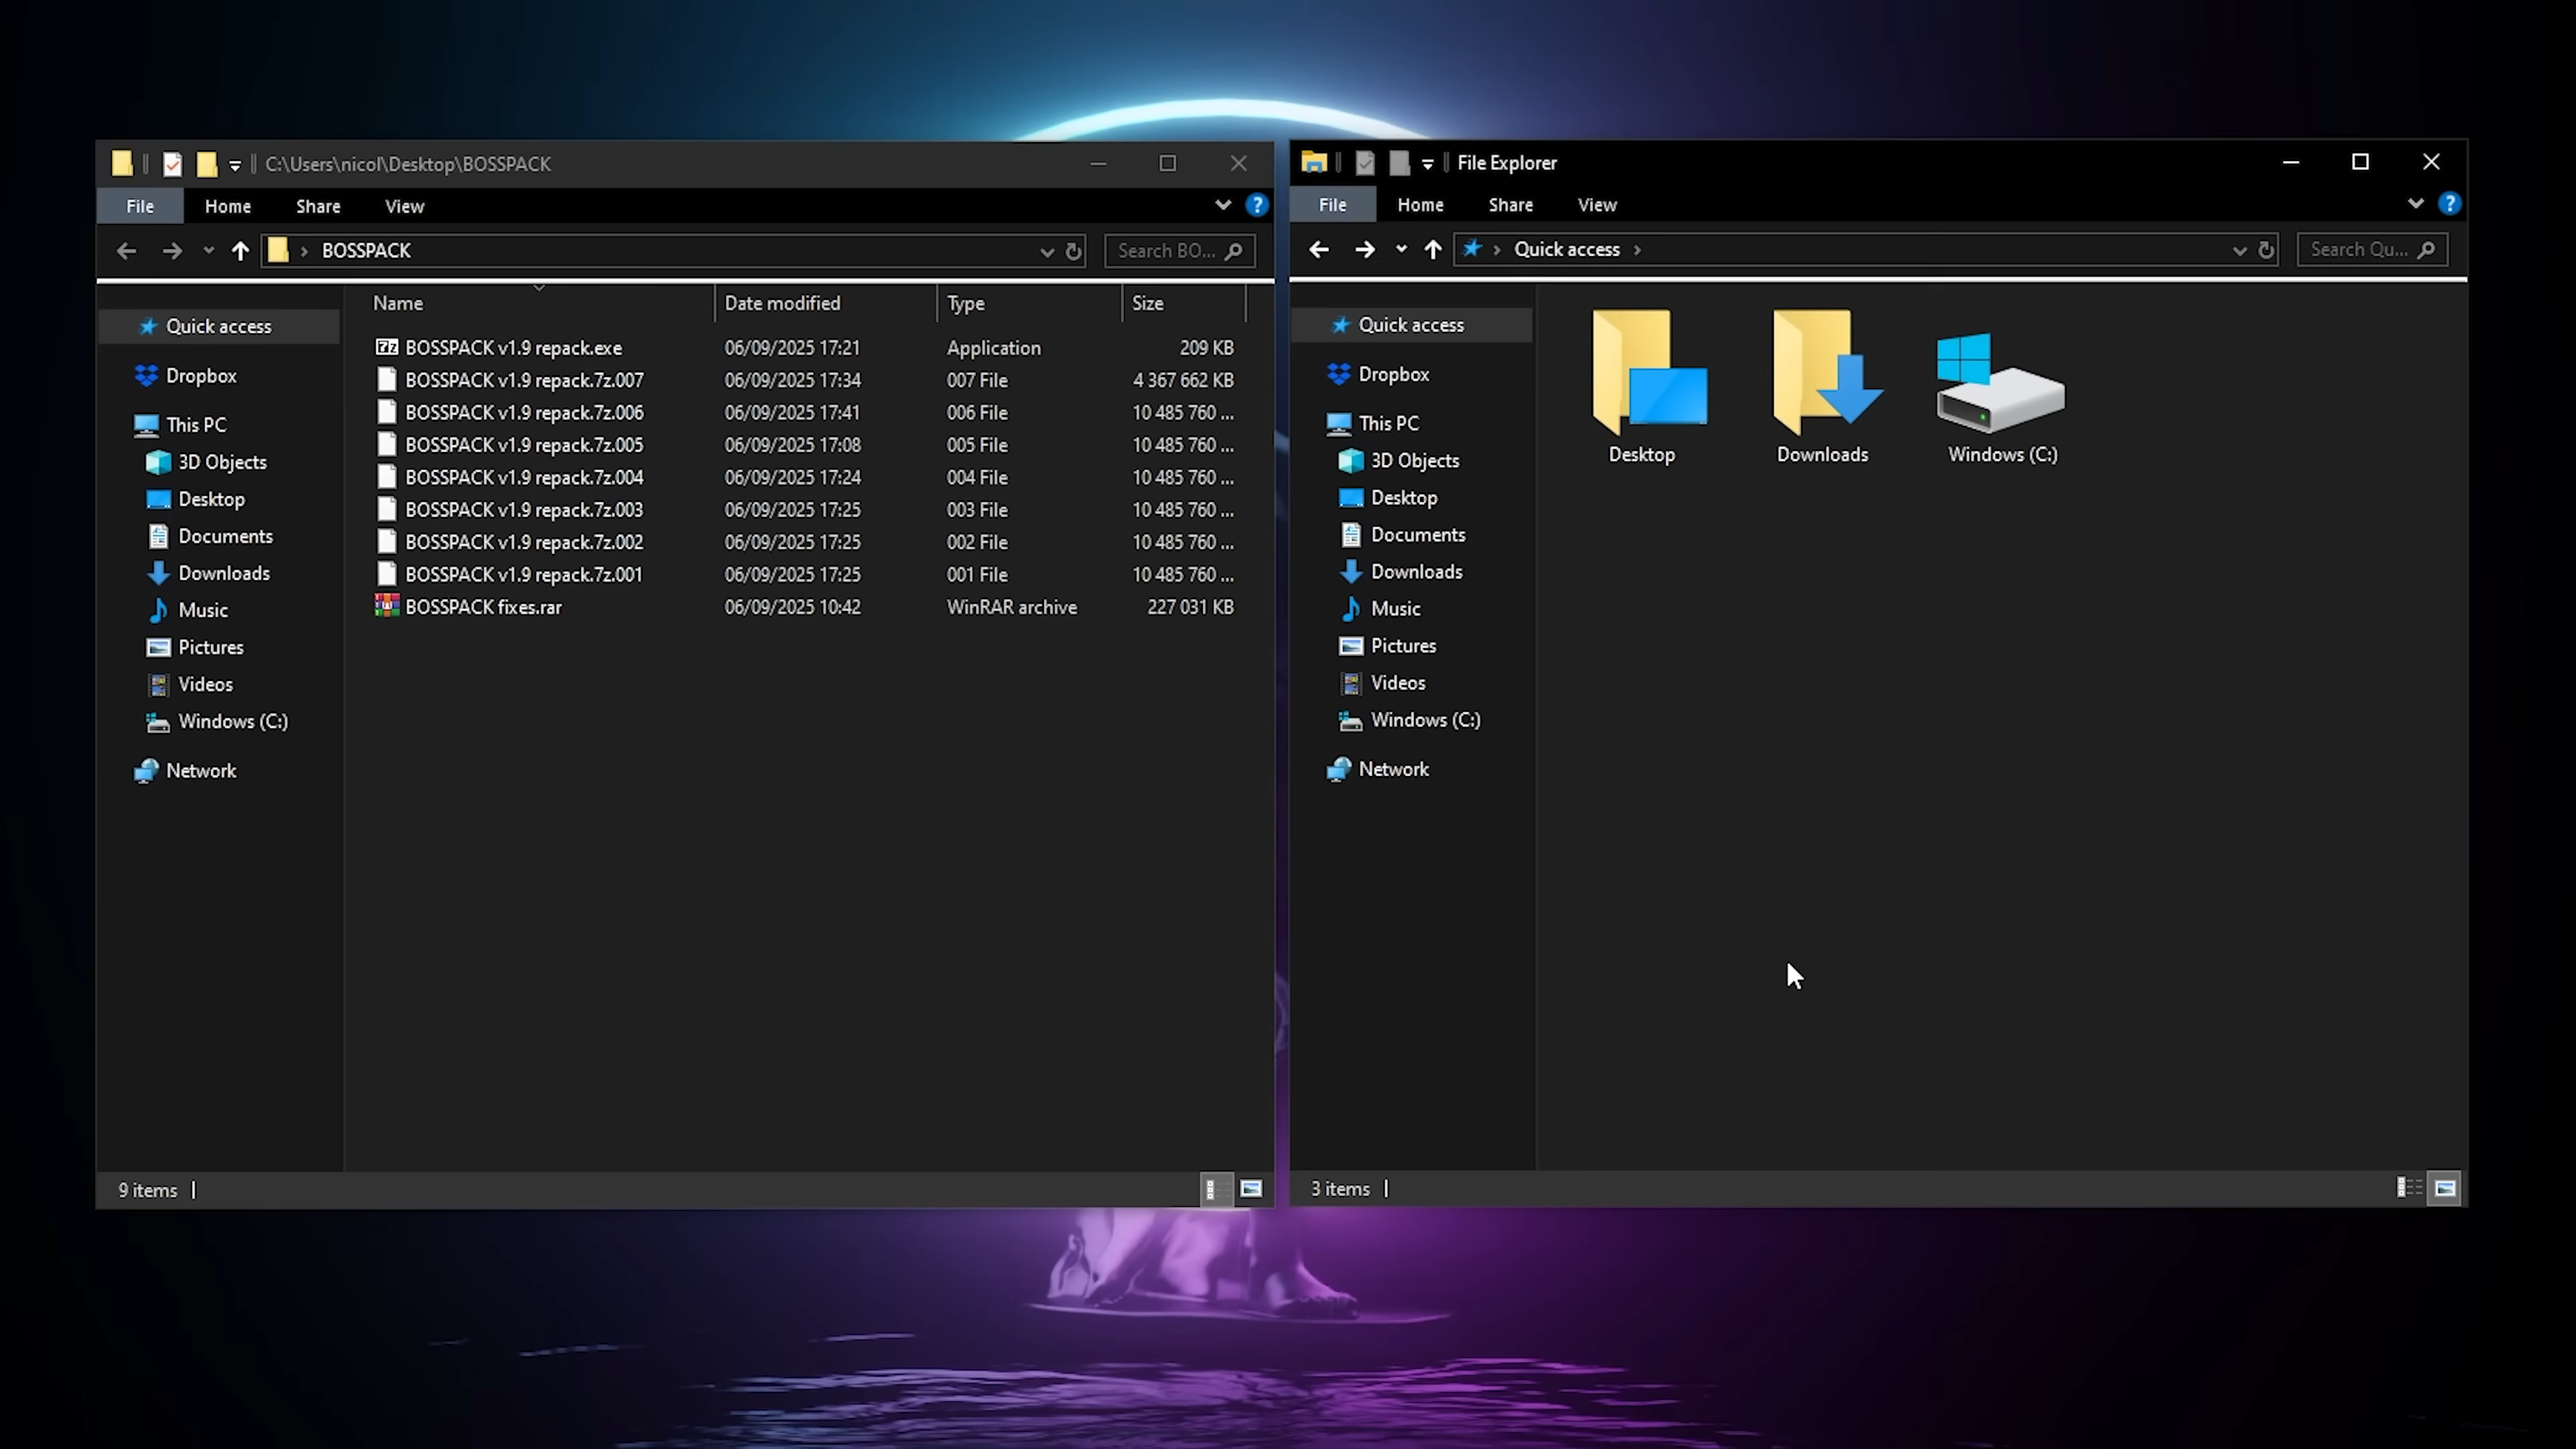 C:\Users\nicol\Desktop\BOSSPACK
File Home Share View
BOSSPACK
Search BO...
Name Date modified Type Size
Quick access
Dropbox
This PC
3D Objects
Desktop
Documents
Downloads
Music
Pictures
Videos
Windows (C:)
Network
7z BOSSPACK v1.9 repack.exe 06/09/2025 17:21 Application 209 KB
BOSSPACK v1.9 repack.7z.007 06/09/2025 17:34 007 File 4 367 662 KB
BOSSPACK v1.9 repack.7z.006 06/09/2025 17:41 006 File 10 485 760 ...
BOSSPACK v1.9 repack.7z.005 06/09/2025 17:08 005 File 10 485 760 ...
BOSSPACK v1.9 repack.7z.004 06/09/2025 17:24 004 File 10 485 760 ...
BOSSPACK v1.9 repack.7z.003 06/09/2025 17:25 003 File 10 485 760 ...
BOSSPACK v1.9 repack.7z.002 06/09/2025 17:25 002 File 10 485 760 ...
BOSSPACK v1.9 repack.7z.001 06/09/2025 17:25 001 File 10 485 760 ...
BOSSPACK fixes.rar 06/09/2025 10:42 WinRAR archive 227 031 KB
9 items
File Explorer
File Home Share View
Quick access
Search Qu...
Quick access
Dropbox
This PC
3D Objects
Desktop
Documents
Downloads
Music
Pictures
Videos
Windows (C:)
Network
Desktop Downloads Windows (C:)
3 items